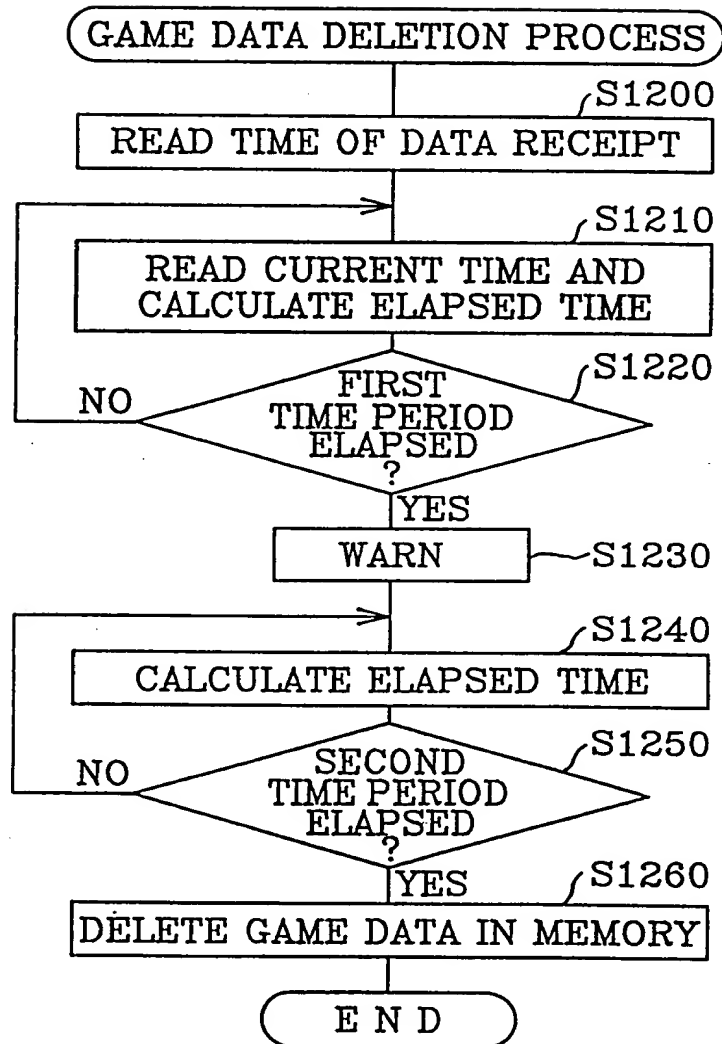 GAME DATA DELETION PROCESS
S1200
READ TIME OF DATA RECEIPT
S1210
READ CURRENT TIME AND
CALCULATE ELAPSED TIME
S1220
FIRST
TIME PERIOD
ELAPSED
?
NO
YES
WARN
S1230
S1240
CALCULATE ELAPSED TIME
S1250
SECOND
TIME PERIOD
ELAPSED
?
NO
YES
S1260
DELETE GAME DATA IN MEMORY
END